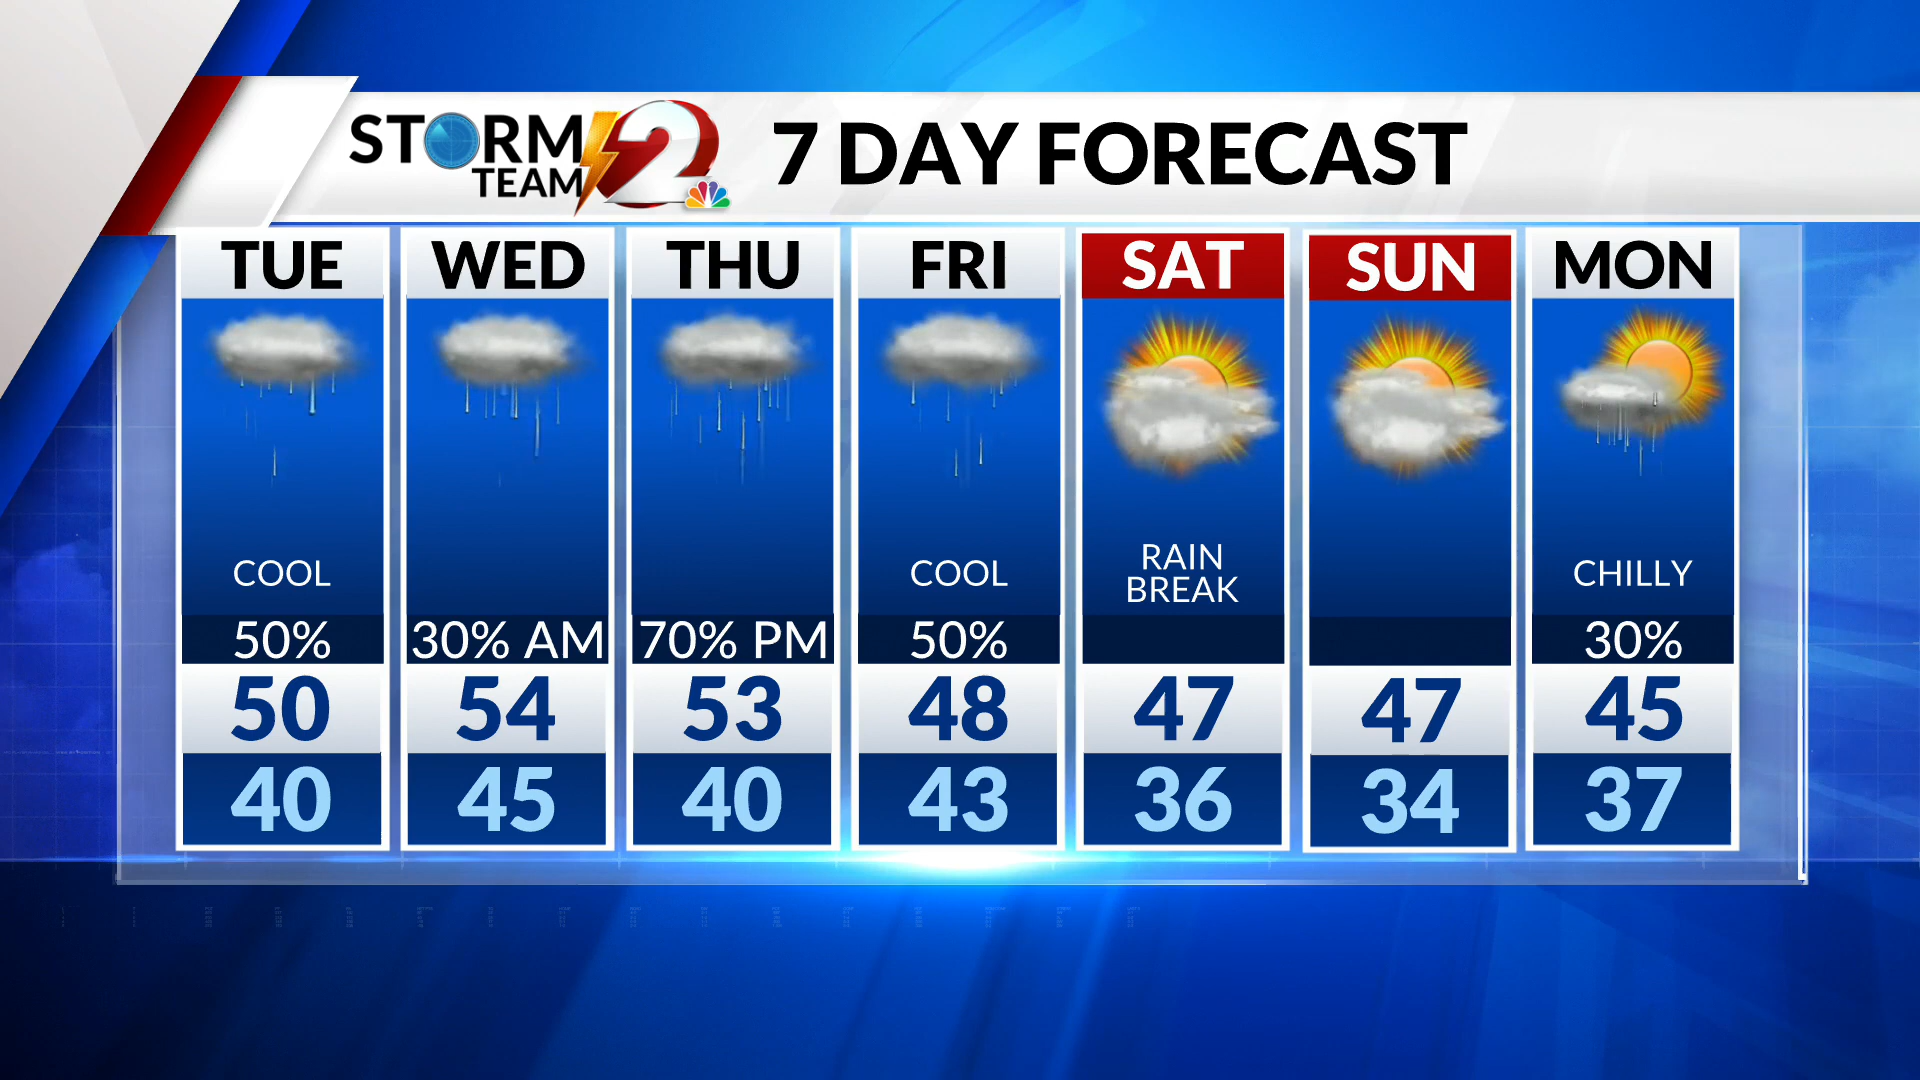 STORM
TEAM
2
7 DAY FORECAST
TUE
WED
THU
FRI
SAT
SUN
MON
COOL
COOL
RAIN
BREAK
CHILLY
50%
30% AM
70% PM
50%
30%
50
54
53
48
47
47
45
40
45
40
43
36
34
37